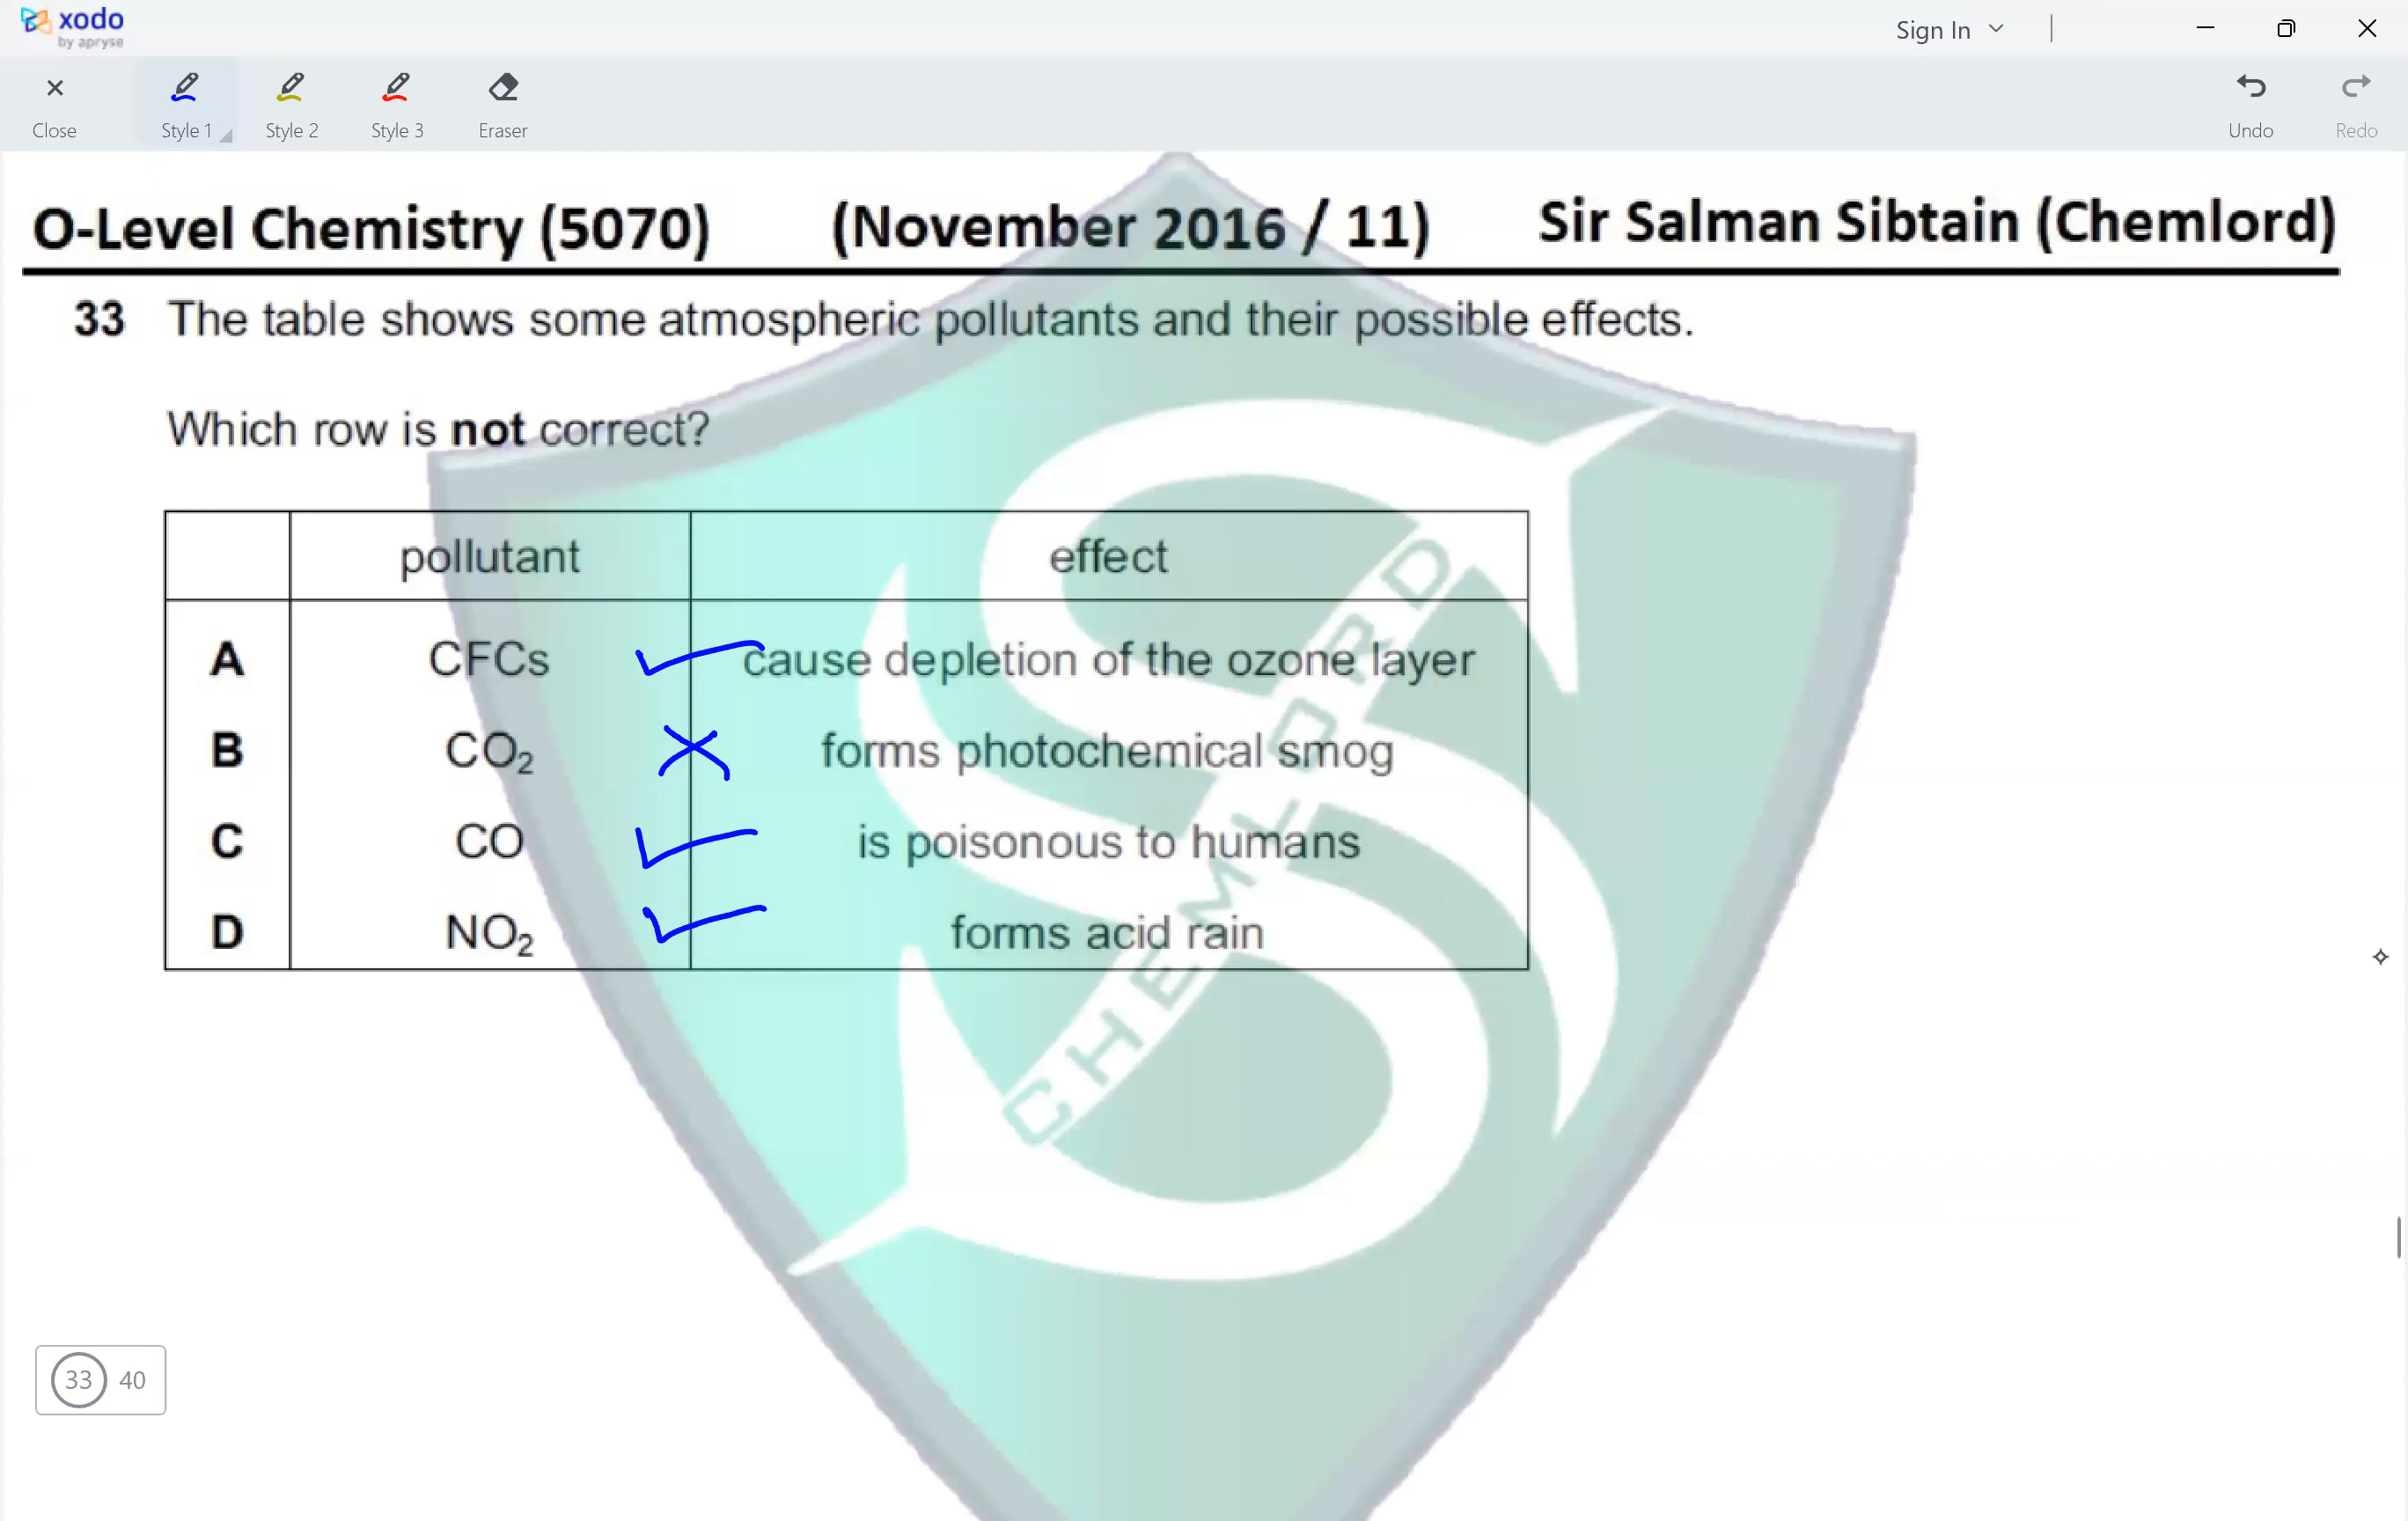 xodo
by apryse
Sign In
Close
Style 1
Style 2
Style 3
Eraser
Undo
Redo
O-Level Chemistry (5070) (November 2016 / 11) Sir Salman Sibtain (Chemlord)
33 The table shows some atmospheric pollutants and their possible effects.
Which row is not correct?
pollutant effect
A CFCs cause depletion of the ozone layer
B CO₂ forms photochemical smog
C CO is poisonous to humans
D NO₂ forms acid rain
CHEMLORD
33 40